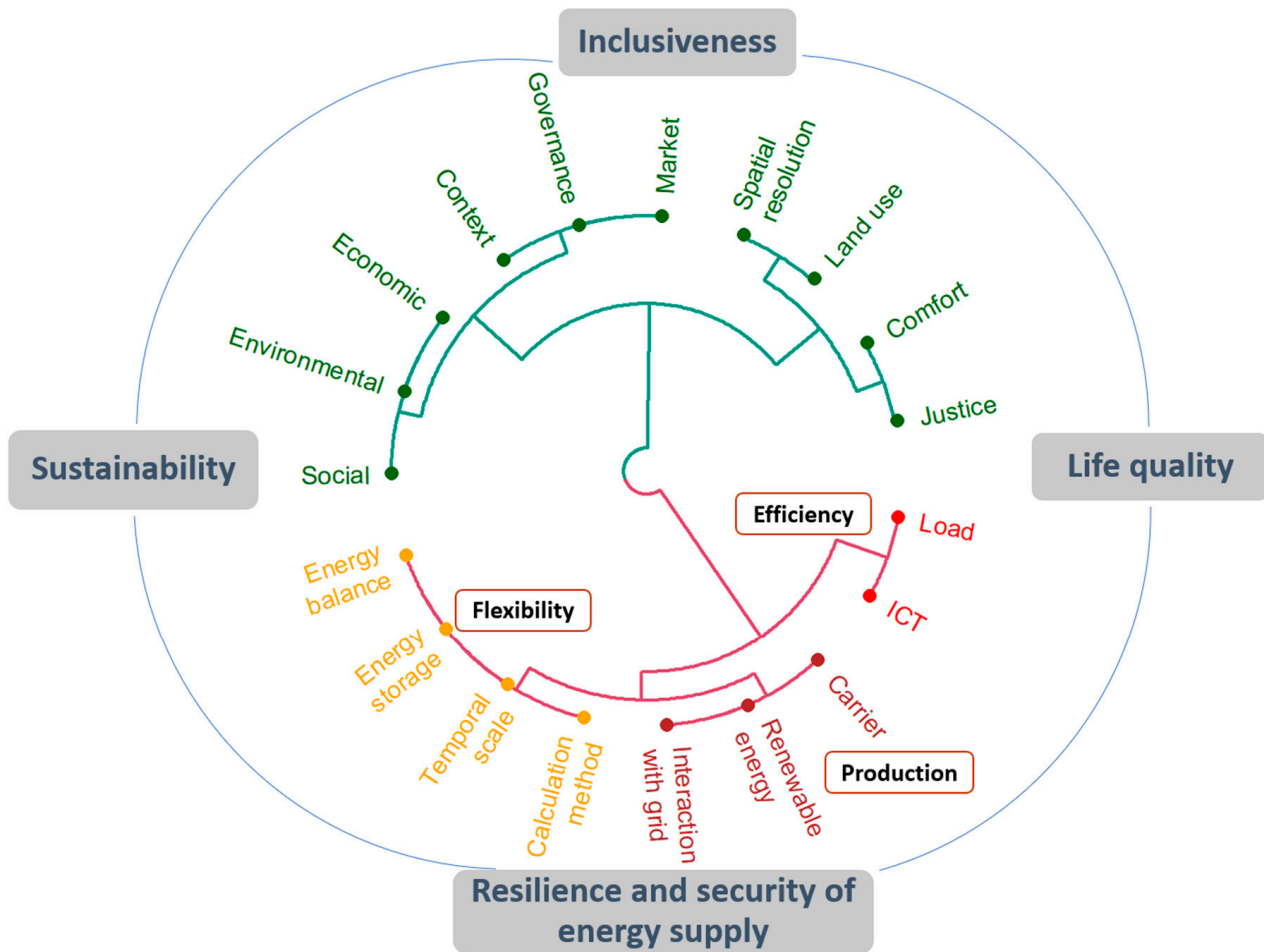 Inclusiveness
Governance
Market
Context
Spatial
resolution
Land use
Economic
Comfort
Environmental
Justice
Sustainability
Social
Life quality
Efficiency
Load
Energy
balance
Flexibility
ICT
Energy
storage
Temporal
scale
Calculation
method
Interaction
with grid
Renewable
energy
Carrier
Production
Resilience and security of
energy supply